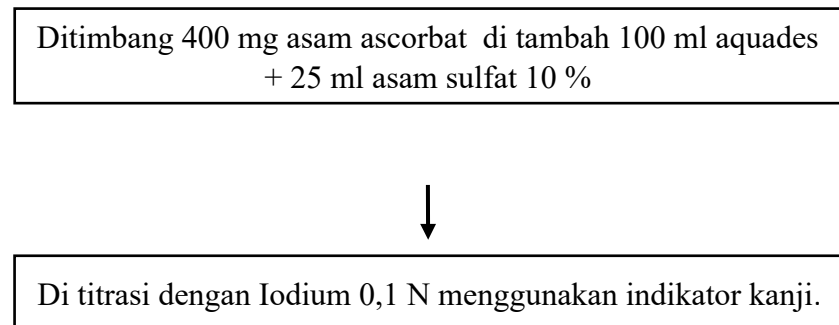 Ditimbang 400 mg asam ascorbat di tambah 100 ml aquades
+ 25 ml asam sulfat 10 %
Di titrasi dengan Iodium 0,1 N menggunakan indikator kanji.